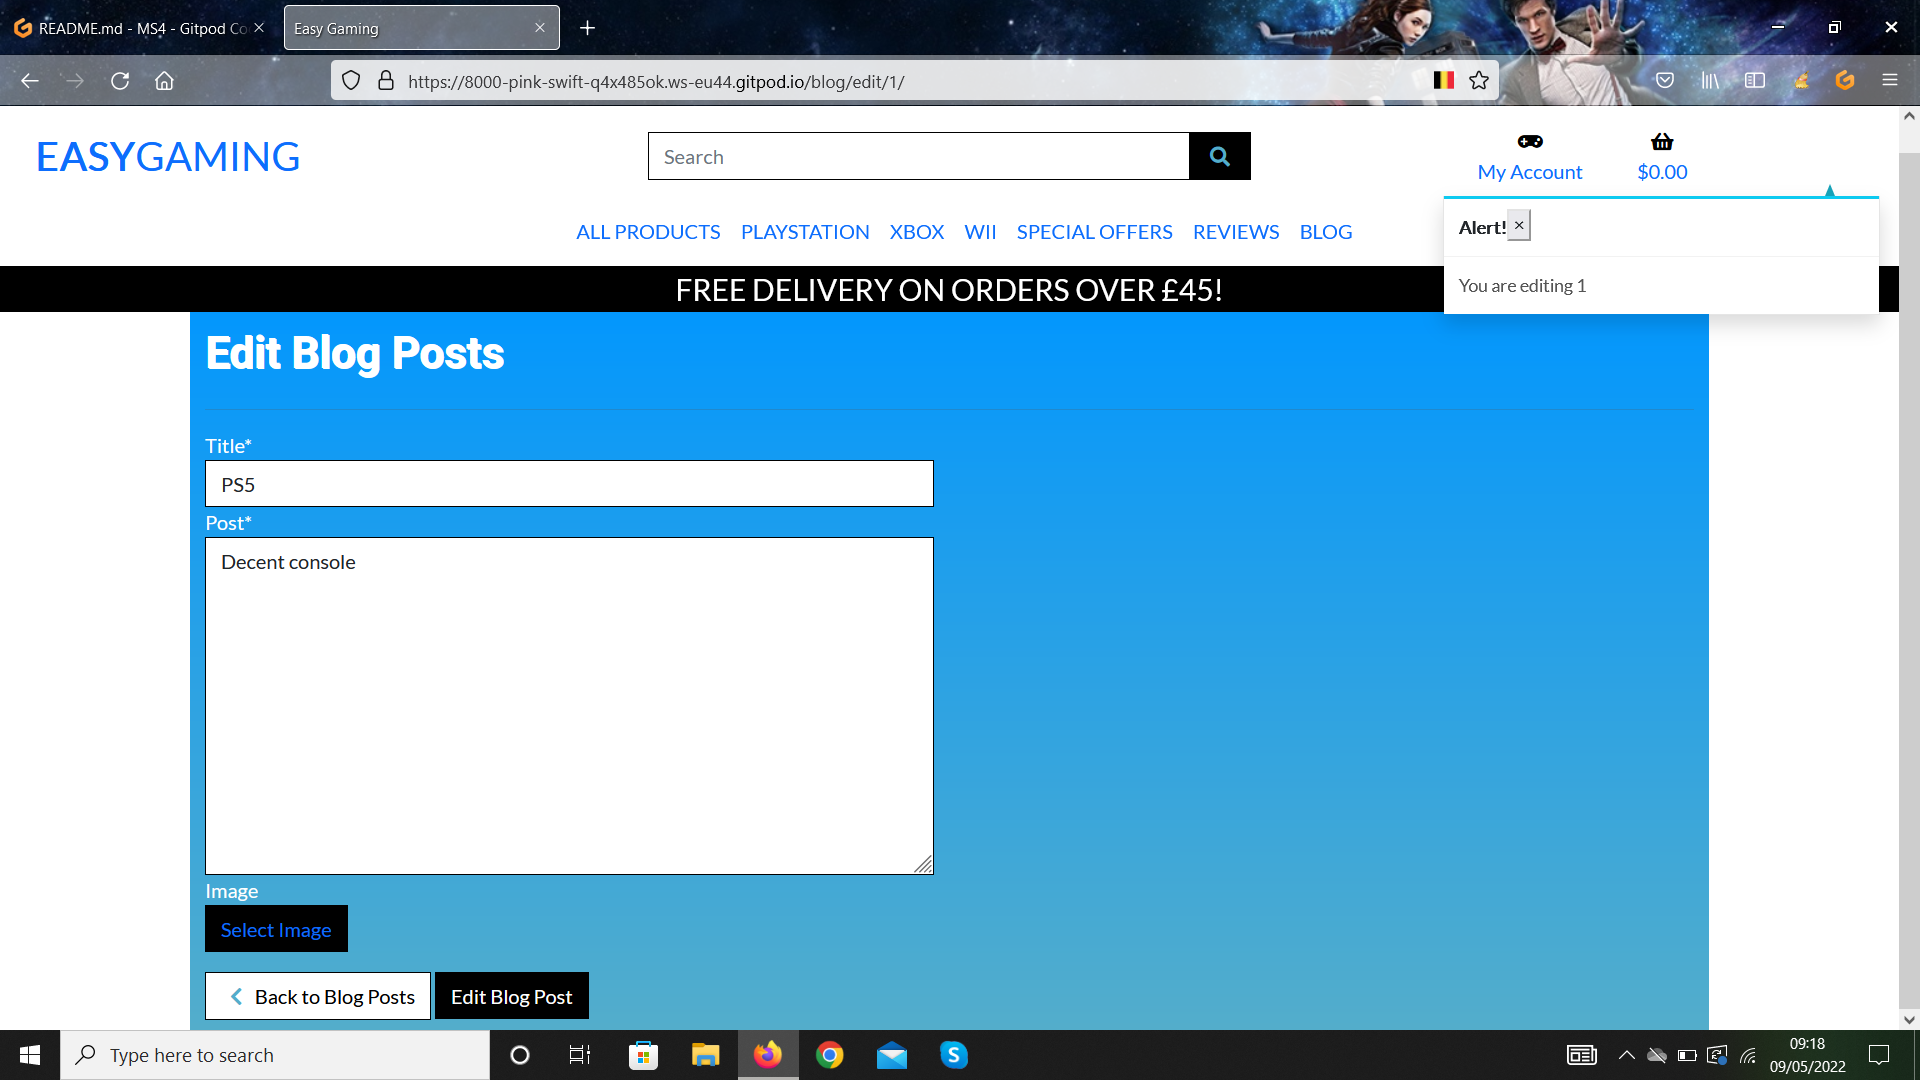 README.md - MS4 - Gitpod Co
Easy Gaming
https://8000-pink-swift-q4x485ok.ws-eu44.gitpod.io/blog/edit/1/
EASYGAMING
Search
My Account
$0.00
ALL PRODUCTS PLAYSTATION XBOX WII SPECIAL OFFERS REVIEWS BLOG
Alert! ×
You are editing 1
FREE DELIVERY ON ORDERS OVER £45!
Edit Blog Posts
Title*
PS5
Post*
Decent console
Image
Select Image
Back to Blog Posts
Edit Blog Post
Type here to search
09:18
09/05/2022